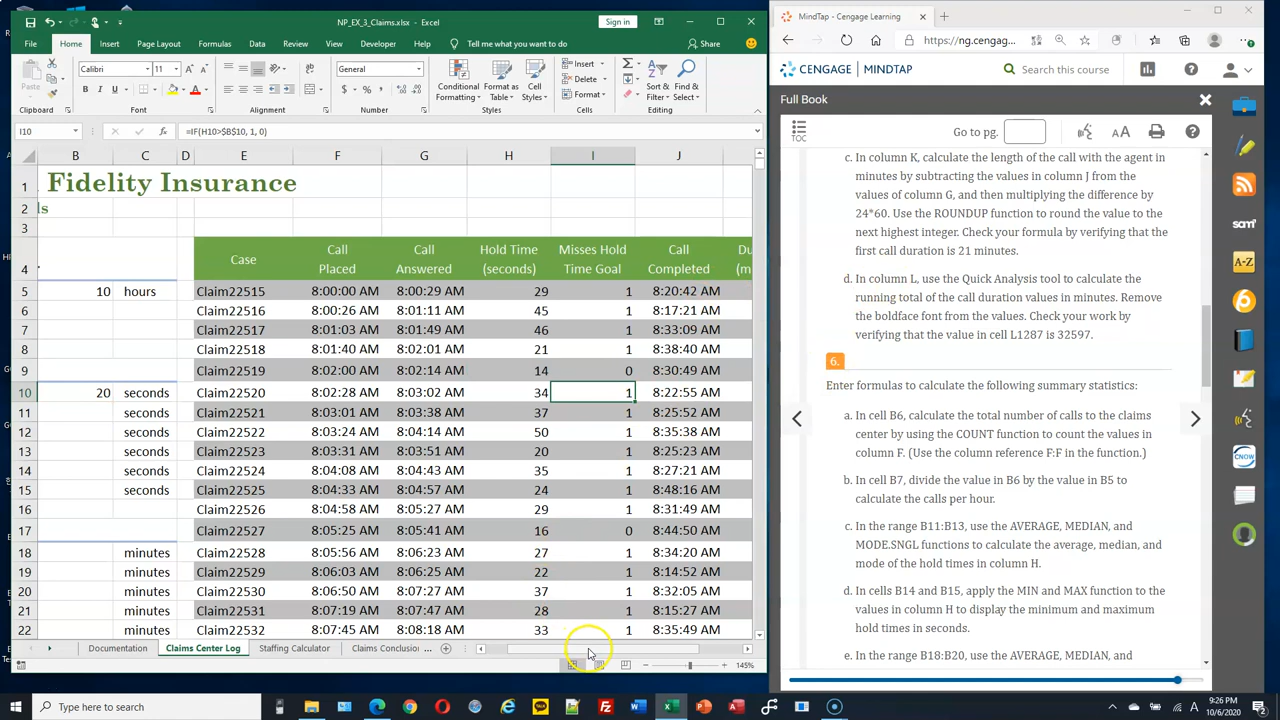 NP_EX_3_Claims.xlsx - Excel
Sign in
MindTap - Cengage Learning
File Home Insert Page Layout Formulas Data Review View Developer Help Tell me what you want to do Share
https://ng.cengag...
Calibri 11 General
Paste
Conditional Formatting Format as Table Cell Styles
Insert
Delete
Format
Sort & Filter Find & Select
Clipboard Font Alignment Number Styles Cells Editing
CENGAGE MINDTAP Search this course
Full Book
I10 =IF(H10>$B$10, 1, 0)
TOC Go to pg. AA
B C D E F G H I J
1 Fidelity Insurance
2 ls
3
4 Case Call Placed Call Answered Hold Time (seconds) Misses Hold Time Goal Call Completed Du (m
5 10 hours Claim22515 8:00:00 AM 8:00:29 AM 29 1 8:20:42 AM
6 Claim22516 8:00:26 AM 8:01:11 AM 45 1 8:17:21 AM
7 Claim22517 8:01:03 AM 8:01:49 AM 46 1 8:33:09 AM
8 Claim22518 8:01:40 AM 8:02:01 AM 21 1 8:38:40 AM
9 Claim22519 8:02:00 AM 8:02:14 AM 14 0 8:30:49 AM
10 20 seconds Claim22520 8:02:28 AM 8:03:02 AM 34 1 8:22:55 AM
11 seconds Claim22521 8:03:01 AM 8:03:38 AM 37 1 8:25:52 AM
12 seconds Claim22522 8:03:24 AM 8:04:14 AM 50 1 8:35:38 AM
13 seconds Claim22523 8:03:31 AM 8:03:51 AM 20 1 8:25:23 AM
14 seconds Claim22524 8:04:08 AM 8:04:43 AM 35 1 8:27:21 AM
15 seconds Claim22525 8:04:33 AM 8:04:57 AM 24 1 8:48:16 AM
16 Claim22526 8:04:58 AM 8:05:27 AM 29 1 8:31:49 AM
17 Claim22527 8:05:25 AM 8:05:41 AM 16 0 8:44:50 AM
18 minutes Claim22528 8:05:56 AM 8:06:23 AM 27 1 8:34:20 AM
19 minutes Claim22529 8:06:03 AM 8:06:25 AM 22 1 8:14:52 AM
20 minutes Claim22530 8:06:50 AM 8:07:27 AM 37 1 8:32:05 AM
21 minutes Claim22531 8:07:19 AM 8:07:47 AM 28 1 8:15:27 AM
22 minutes Claim22532 8:07:45 AM 8:08:18 AM 33 1 8:35:49 AM
Documentation Claims Center Log Staffing Calculator Claims Conclusion ...
145%
c. In column K, calculate the length of the call with the agent in
minutes by subtracting the values in column J from the
values of column G, and then multiplying the difference by
24*60. Use the ROUNDUP function to round the value to the
next highest integer. Check your formula by verifying that the
first call duration is 21 minutes.
d. In column L, use the Quick Analysis tool to calculate the
running total of the call duration values in minutes. Remove
the boldface font from the values. Check your work by
verifying that the value in cell L1287 is 32597.
6.
Enter formulas to calculate the following summary statistics:
a. In cell B6, calculate the total number of calls to the claims
center by using the COUNT function to count the values in
column F. (Use the column reference F:F in the function.)
b. In cell B7, divide the value in B6 by the value in B5 to
calculate the calls per hour.
c. In the range B11:B13, use the AVERAGE, MEDIAN, and
MODE.SNGL functions to calculate the average, median, and
mode of the hold times in column H.
d. In cells B14 and B15, apply the MIN and MAX function to the
values in column H to display the minimum and maximum
hold times in seconds.
e. In the range B18:B20, use the AVERAGE, MEDIAN, and
sam
A-Z
CNOW
Type here to search
9:26 PM
10/6/2020